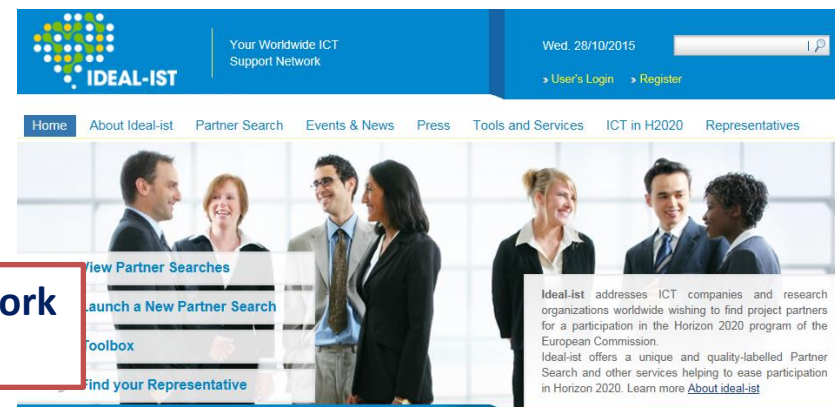 IDEAL-IST
Your Worldwide ICT
Support Network
Wed. 28/10/2015
› User's Login › Register
Home About Ideal-ist Partner Search Events & News Press Tools and Services ICT in H2020 Representatives
View Partner Searches
Launch a New Partner Search
Toolbox
Find your Representative
Ideal-ist addresses ICT companies and research
organizations worldwide wishing to find project partners
for a participation in the Horizon 2020 program of the
European Commission.
Ideal-ist offers a unique and quality-labelled Partner
Search and other services helping to ease participation
in Horizon 2020. Learn more About ideal-ist